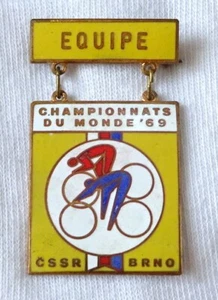 EQUIPE
CHAMPIONNATS
DU MONDE '69
ČSSR BRNO